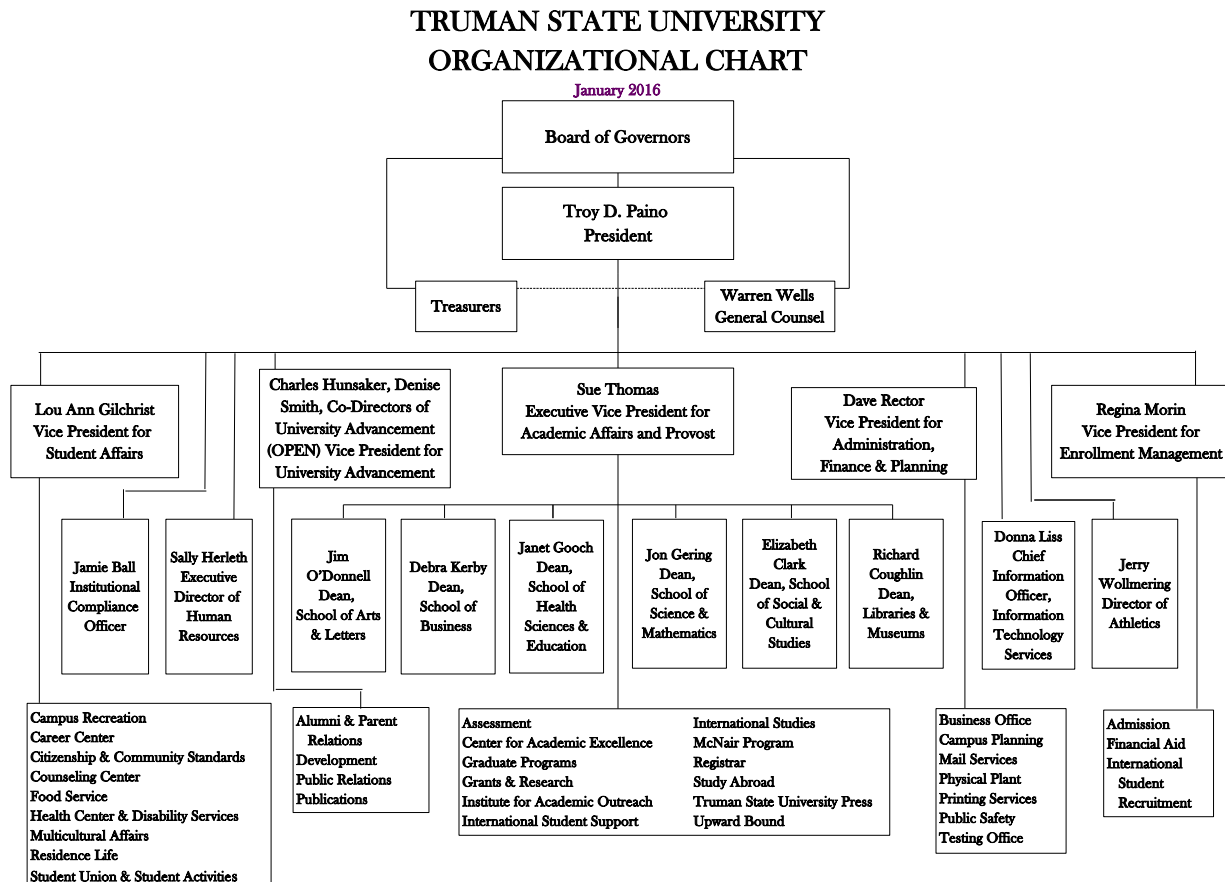 TRUMAN STATE UNIVERSITY
ORGANIZATIONAL CHART
January 2016
Board of Governors
Troy D. Paino
President
Treasurers
Warren Wells
General Counsel
Lou Ann Gilchrist
Vice President for
Student Affairs
Charles Hunsaker, Denise
Smith, Co-Directors of
University Advancement
(OPEN) Vice President for
University Advancement
Sue Thomas
Executive Vice President for
Academic Affairs and Provost
Dave Rector
Vice President for
Administration,
Finance & Planning
Regina Morin
Vice President for
Enrollment Management
Jamie Ball
Institutional
Compliance
Officer
Sally Herleth
Executive
Director of
Human
Resources
Jim
O'Donnell
Dean,
School of Arts
& Letters
Debra Kerby
Dean,
School of
Business
Janet Gooch
Dean,
School of
Health
Sciences &
Education
Jon Gering
Dean,
School of
Science &
Mathematics
Elizabeth
Clark
Dean, School
of Social &
Cultural
Studies
Richard
Coughlin
Dean,
Libraries &
Museums
Donna Liss
Chief
Information
Officer,
Information
Technology
Services
Jerry
Wollmering
Director of
Athletics
Campus Recreation
Career Center
Citizenship & Community Standards
Counseling Center
Food Service
Health Center & Disability Services
Multicultural Affairs
Residence Life
Student Union & Student Activities
Alumni & Parent
Relations
Development
Public Relations
Publications
Assessment
Center for Academic Excellence
Graduate Programs
Grants & Research
Institute for Academic Outreach
International Student Support
International Studies
McNair Program
Registrar
Study Abroad
Truman State University Press
Upward Bound
Business Office
Campus Planning
Mail Services
Physical Plant
Printing Services
Public Safety
Testing Office
Admission
Financial Aid
International
Student
Recruitment